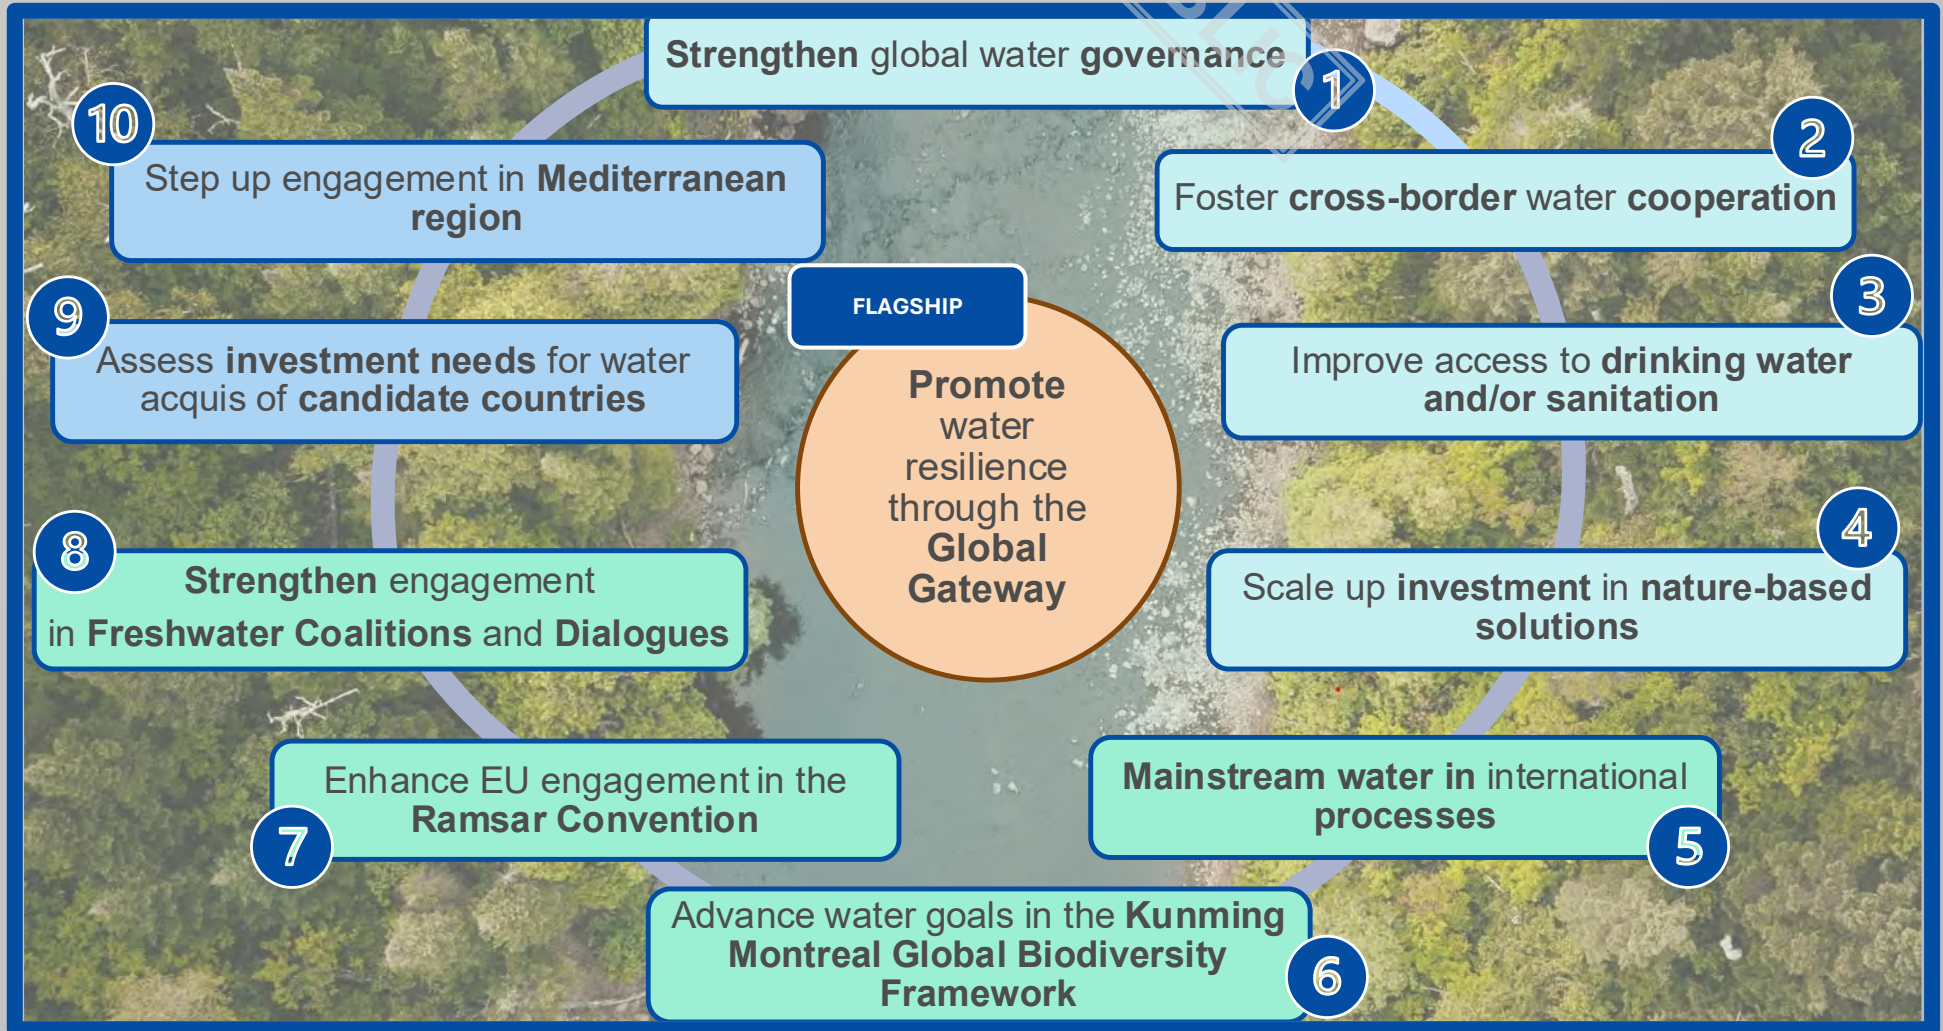 Strengthen global water governance
1
2
Foster cross-border water cooperation
3
Improve access to drinking water
and/or sanitation
4
Scale up investment in nature-based
solutions
Mainstream water in international
processes
5
Advance water goals in the Kunming
Montreal Global Biodiversity
Framework
6
Enhance EU engagement in the
Ramsar Convention
7
8
Strengthen engagement
in Freshwater Coalitions and Dialogues
9
Assess investment needs for water
acquis of candidate countries
10
Step up engagement in Mediterranean
region
FLAGSHIP
Promote
water
resilience
through the
Global
Gateway